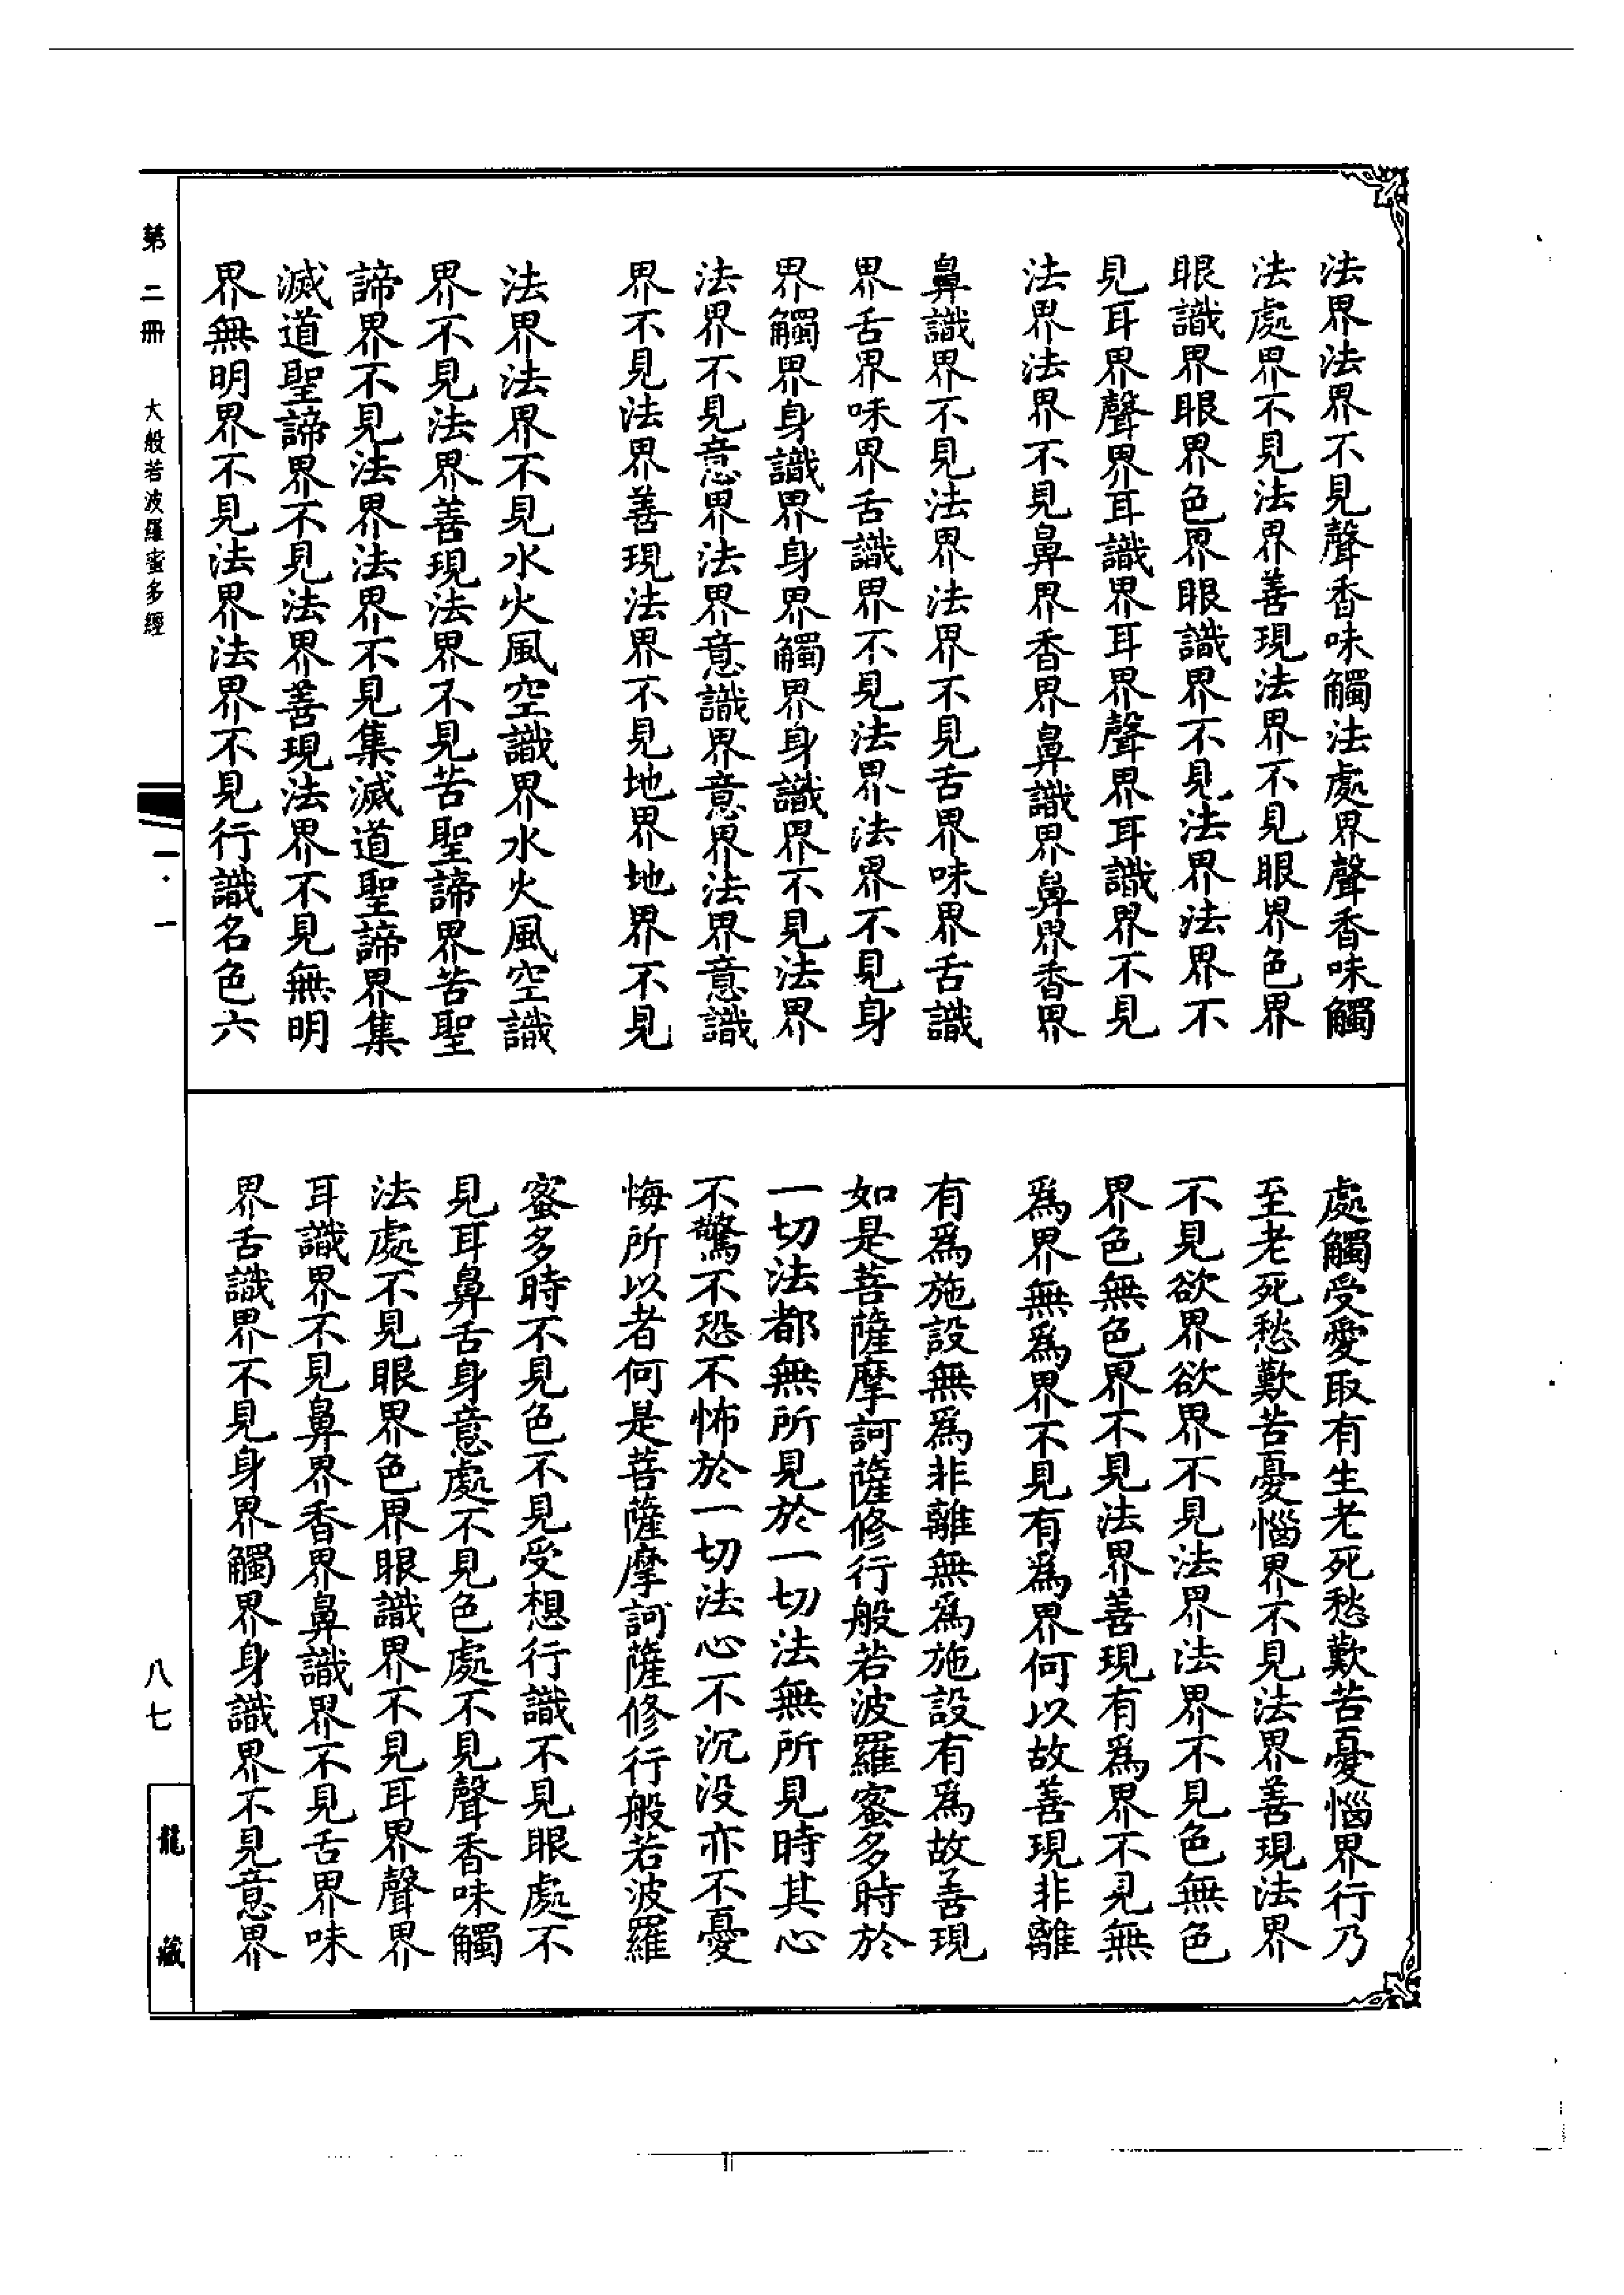 法界法界不見聲香味觸法處界聲香味觸
法處界不見法界善現法界不見眼界色界
眼識界眼界色界眼識界不見法界法界不
見耳界聲界耳識界耳界聲界耳識界不見
法界法界不見鼻界香界鼻識界鼻界香界
鼻識界不見法界法界不見舌界味界舌識
界舌界味界舌識界不見法界法界不見身
界觸界身識界身界觸界身識界不見法界
法界不見意界法界意識界意界法界意識
界不見法界善現法界不見地界地界不見
法界法界不見水火風空識界水火風空識
界不見法界善現法界不見苦聖諦界苦聖
諦界不見法界法界不見集滅道聖諦界集
滅道聖諦界不見法界善現法界不見無明
界無明界不見法界法界不見行識名色六
處觸受愛取有生老死愁歎苦憂惱界行乃
至老死愁歎苦憂惱界不見法界善現法界
不見欲界欲界不見法界法界不見色無色
界色無色界不見法界善現有為界不見無
為界無為界不見有為界何以故善現非離
有為施設無為非離無為施設有為故善現
如是菩薩摩訶薩修行般若波羅蜜多時於
一切法都無所見於一切法無所見時其心
不驚不恐不怖於一切法心不沉没亦不憂
悔所以者何是菩薩摩訶薩修行般若波羅
蜜多時不見色不見受想行識不見眼處不
見耳鼻舌身意處不見色處不見聲香味觸
法處不見眼界色界眼識界不見耳界聲界
耳識界不見鼻界香界鼻識界不見舌界味
界舌識界不見身界觸界身識界不見意界
第二冊 大般若波羅蜜多經 一·一 八七 龍藏